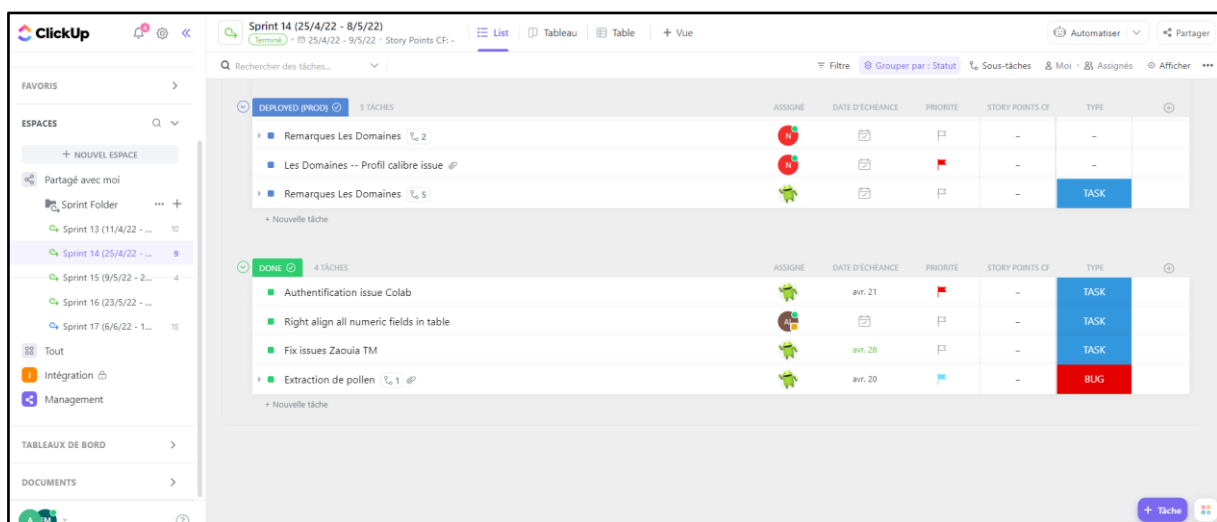 ClickUp
4
Sprint 14 (25/4/22 - 8/5/22)
Terminé 25/4/22 - 9/5/22 · Story Points CF: -
List Tableau Table + Vue
Automatiser
Partager
Rechercher des tâches...
Filtre Grouper par : Statut Sous-tâches Moi · Assignés Afficher
FAVORIS
ESPACES
+ NOUVEL ESPACE
Partagé avec moi
Sprint Folder
Sprint 13 (11/4/22 - ... 10
Sprint 14 (25/4/22 - ... 9
Sprint 15 (9/5/22 - 2... 4
Sprint 16 (23/5/22 - ...
Sprint 17 (6/6/22 - 1... 15
Tout
I Intégration
Management
TABLEAUX DE BORD
DOCUMENTS
DEPLOYED (PROD) 5 TÂCHES ASSIGNÉ DATE D'ÉCHÉANCE PRIORITÉ STORY POINTS CF TYPE
Remarques Les Domaines 2 N - -
Les Domaines -- Profil calibre issue N - -
Remarques Les Domaines 5 - TASK
+ Nouvelle tâche
DONE 4 TÂCHES ASSIGNÉ DATE D'ÉCHÉANCE PRIORITÉ STORY POINTS CF TYPE
Authentification issue Colab avr. 21 - TASK
Right align all numeric fields in table - TASK
Fix issues Zaouia TM avr. 28 - TASK
Extraction de pollen 1 avr. 20 - BUG
+ Nouvelle tâche
+ Tâche